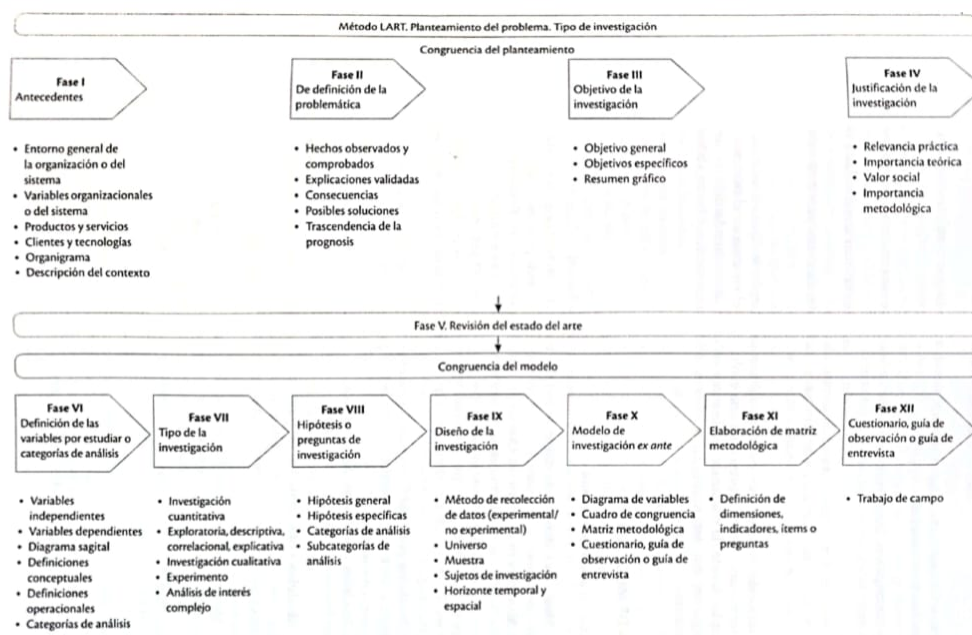 Método LART. Planteamiento del problema. Tipo de investigación
Congruencia del planteamiento
Fase I
Antecedentes
• Entorno general de
la organización o del
sistema
• Variables organizacionales
o del sistema
• Productos y servicios
• Clientes y tecnologías
• Organigrama
• Descripción del contexto
Fase II
De definición de la
problemática
• Hechos observados y
comprobados
• Explicaciones validadas
• Consecuencias
• Posibles soluciones
• Trascendencia de la
prognosis
Fase III
Objetivo de la
investigación
• Objetivo general
• Objetivos específicos
• Resumen gráfico
Fase IV
Justificación de la
investigación
• Relevancia práctica
• Importancia teórica
• Valor social
• Importancia
metodológica
Fase V. Revisión del estado del arte
Congruencia del modelo
Fase VI
Definición de las
variables por estudiar o
categorías de análisis
• Variables
independientes
• Variables dependientes
• Diagrama sagital
• Definiciones
conceptuales
• Definiciones
operacionales
• Categorías de análisis
Fase VII
Tipo de la
investigación
• Investigación
cuantitativa
• Exploratoria, descriptiva,
correlacional, explicativa
• Investigación cualitativa
• Experimento
• Análisis de interés
complejo
Fase VIII
Hipótesis o
preguntas de
investigación
• Hipótesis general
• Hipótesis específicas
• Categorías de análisis
• Subcategorías de
análisis
Fase IX
Diseño de la
investigación
• Método de recolección
de datos (experimental/
no experimental)
• Universo
• Muestra
• Sujetos de investigación
• Horizonte temporal y
espacial
Fase X
Modelo de
investigación ex ante
• Diagrama de variables
• Cuadro de congruencia
• Matriz metodológica
• Cuestionario, guía de
observación o guía de
entrevista
Fase XI
Elaboración de matriz
metodológica
• Definición de
dimensiones,
indicadores, ítems o
preguntas
Fase XII
Cuestionario, guía de
observación o guía de
entrevista
• Trabajo de campo